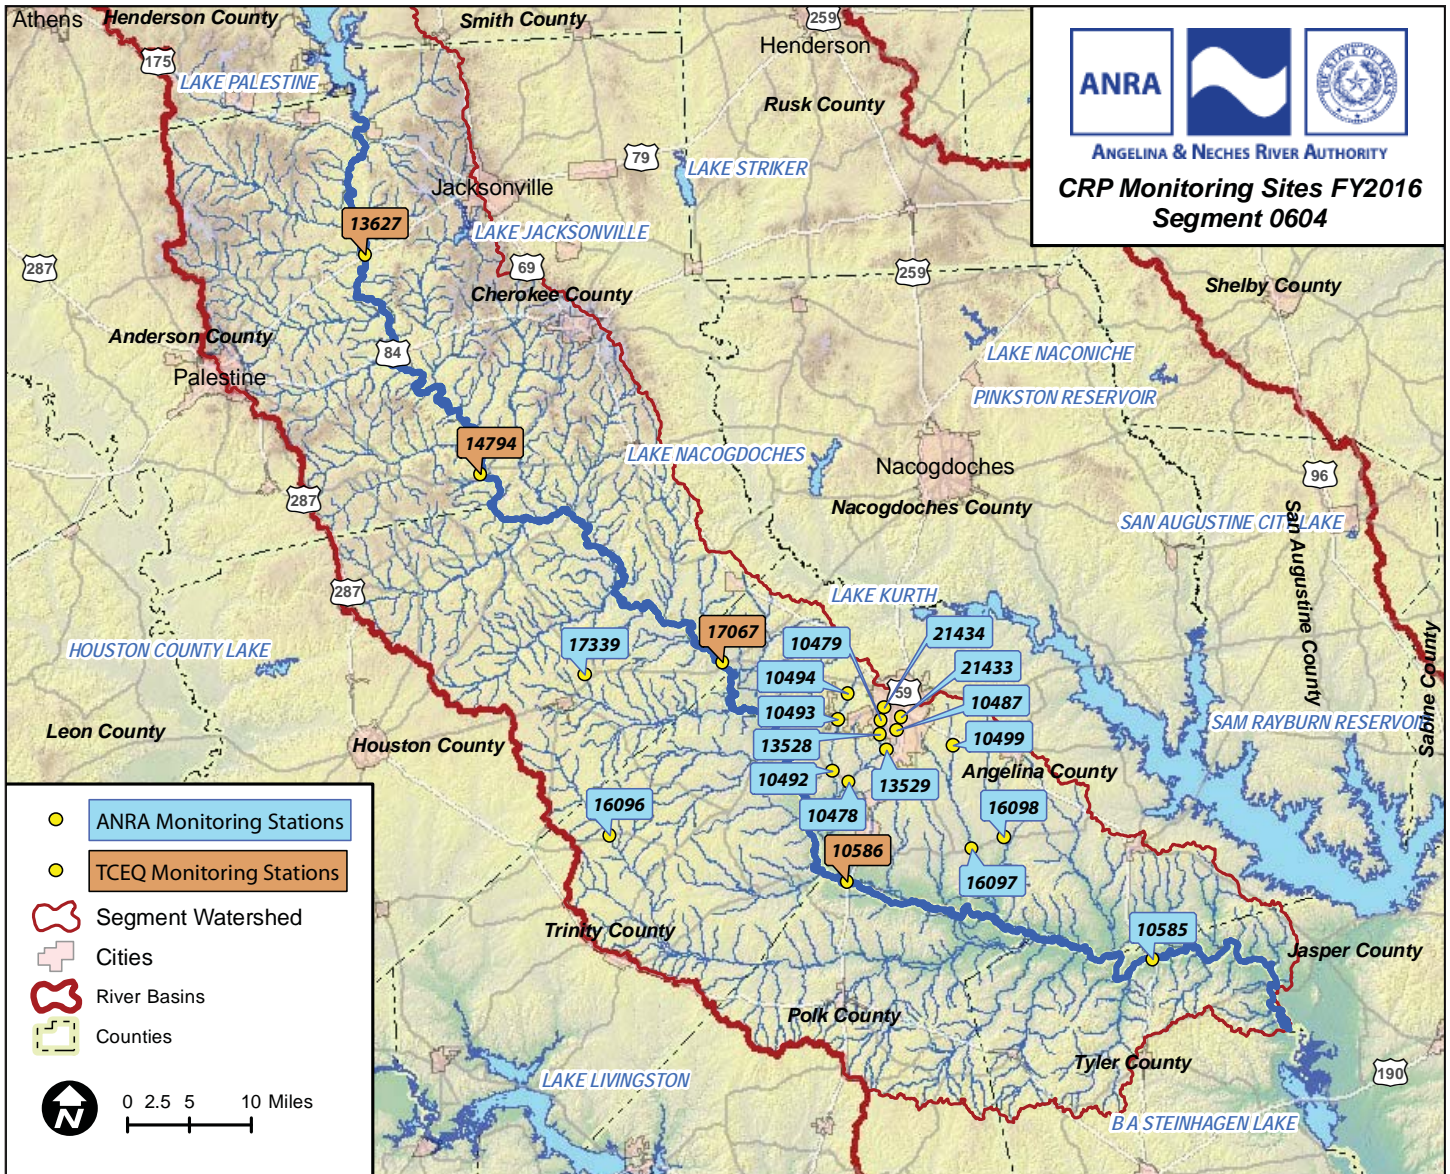 Athens
Henderson County
Smith County
259
Henderson
175
LAKE PALESTINE
Rusk County
ANRA
THE STATE OF TEXAS
ANGELINA & NECHES RIVER AUTHORITY
CRP Monitoring Sites FY2016
Segment 0604
79
LAKE STRIKER
Jacksonville
13627
LAKE JACKSONVILLE
287
69
259
Cherokee County
Shelby County
Anderson County
84
LAKE NACONICHE
Palestine
PINKSTON RESERVOIR
14794
LAKE NACOGDOCHES
Nacogdoches
96
287
Nacogdoches County
SAN AUGUSTINE CITY LAKE
San Augustine County
287
LAKE KURTH
17067
10479
21434
17339
HOUSTON COUNTY LAKE
10494
21433
Sabine County
59
10493
10487
SAM RAYBURN RESERVOIR
Leon County
Houston County
13528
10499
10492
13529
Angelina County
16096
10478
16098
10586
16097
Trinity County
10585
Jasper County
Polk County
Tyler County
190
LAKE LIVINGSTON
B A STEINHAGEN LAKE
ANRA Monitoring Stations
TCEQ Monitoring Stations
Segment Watershed
Cities
River Basins
Counties
N
0 2.5 5 10 Miles